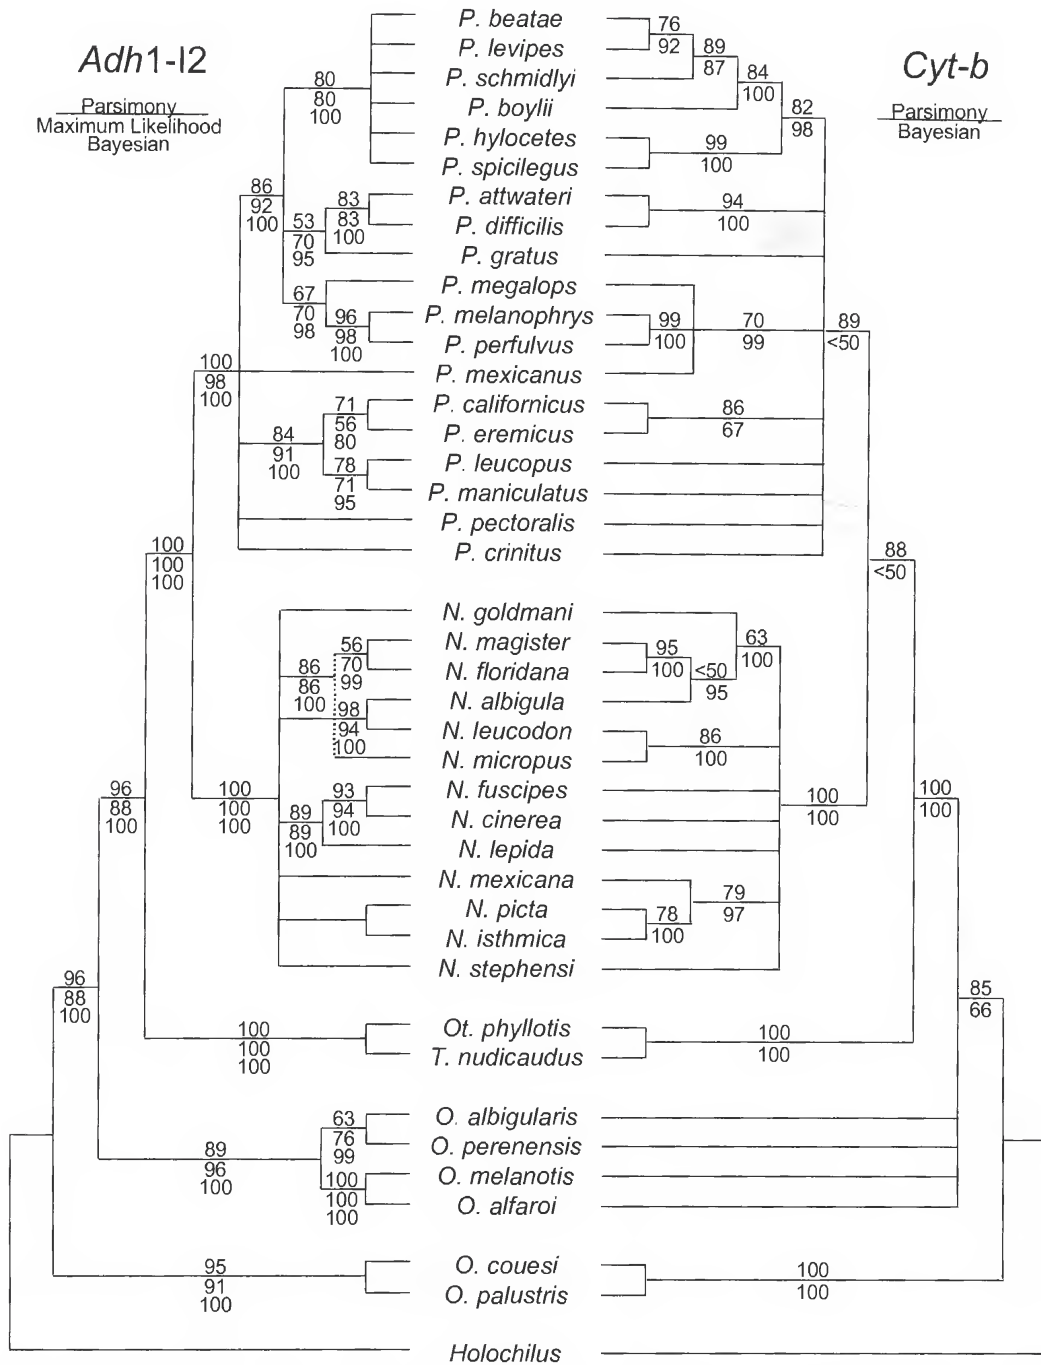 Adh1-I2
Parsimony
Maximum Likelihood
Bayesian
Cyt-b
Parsimony
Bayesian
P. beatae
P. levipes
P. schmidlyi
P. boylii
P. hylocetes
P. spicilegus
P. attwateri
P. difficilis
P. gratus
P. megalops
P. melanophrys
P. perfulvus
P. mexicanus
P. californicus
P. eremicus
P. leucopus
P. maniculatus
P. pectoralis
P. crinitus
N. goldmani
N. magister
N. floridana
N. albigula
N. leucodon
N. micropus
N. fuscipes
N. cinerea
N. lepida
N. mexicana
N. picta
N. isthmica
N. stephensi
Ot. phyllotis
T. nudicaudus
O. albigularis
O. perenensis
O. melanotis
O. alfaroi
O. couesi
O. palustris
Holochilus
80
80
100
86
92
100
83
83
100
53
70
95
67
70
98
96
98
100
100
98
100
71
56
80
84
91
100
78
71
95
100
100
100
56
70
99
86
86
100
98
94
100
93
94
100
89
89
100
100
100
100
96
88
100
96
88
100
100
100
100
63
76
99
89
96
100
100
100
100
95
91
100
76
92
89
87
84
100
82
98
99
100
94
100
99
100
70
99
89
<50
86
67
88
<50
95
100
<50
95
63
100
86
100
100
100
100
100
79
97
78
100
85
66
100
100
100
100